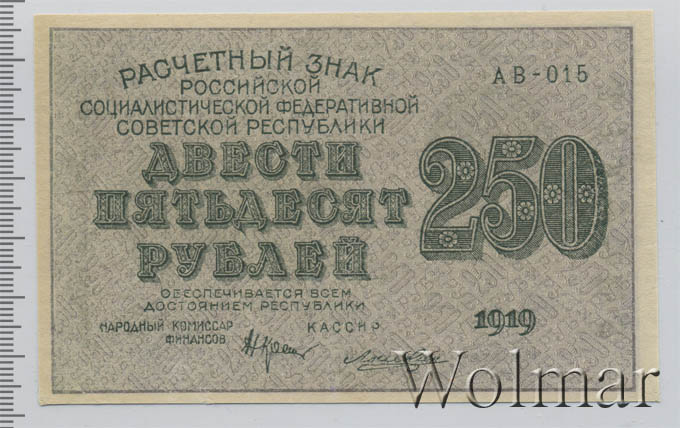 РАСЧЕТНЫЙ ЗНАК
РОССИЙСКОЙ
СОЦИАЛИСТИЧЕСКОЙ ФЕДЕРАТИВНОЙ
СОВЕТСКОЙ РЕСПУБЛИКИ
АВ-015
ДВЕСТИ
ПЯТЬДЕСЯТ
РУБЛЕЙ
250
ОБЕСПЕЧИВАЕТСЯ ВСЕМ
ДОСТОЯНИЕМ РЕСПУБЛИКИ
НАРОДНЫЙ КОМИССАР
ФИНАНСОВ
КАССИР
1919
Wolmar